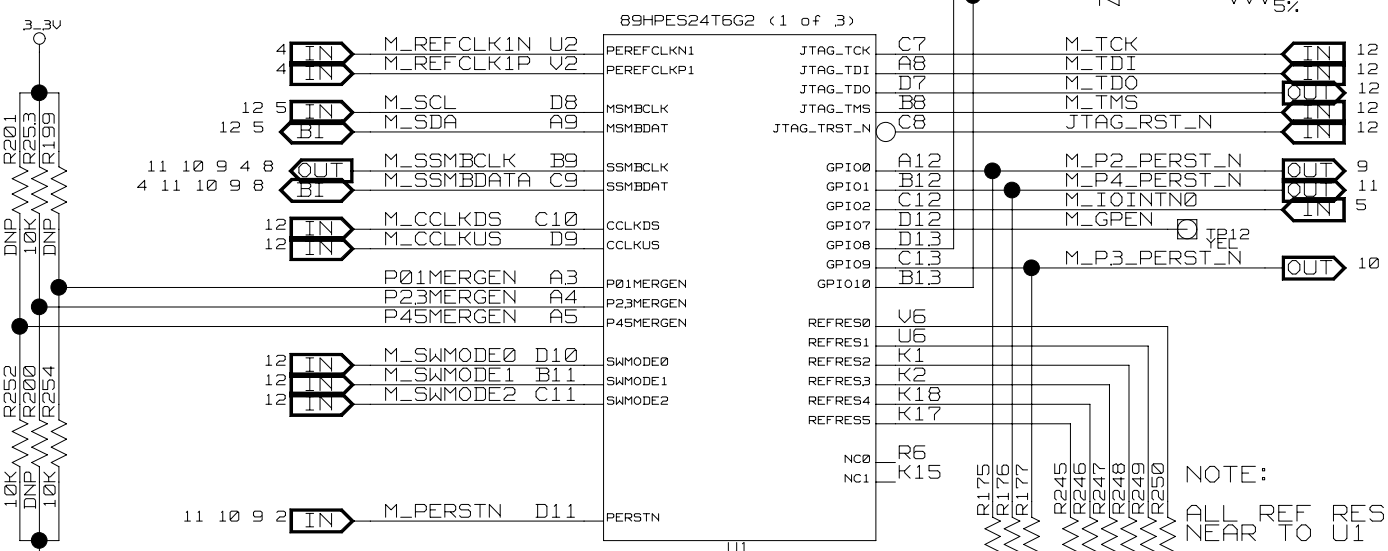 5%
89HPES24T6G2 (1 of 3)
3_3V
4 IN M_REFCLK1N U2 PEREFCLKN1
4 IN M_REFCLK1P V2 PEREFCLKP1
12 5 IN M_SCL D8 MSMBCLK
12 5 BI M_SDA A9 MSMBDAT
11 10 9 4 8 OUT M_SSMBCLK B9 SSMBCLK
4 11 10 9 8 BI M_SSMBDATA C9 SSMBDAT
12 IN M_CCLKDS C10 CCLKDS
12 IN M_CCLKUS D9 CCLKUS
P01MERGEN A3 P01MERGEN
P23MERGEN A4 P23MERGEN
P45MERGEN A5 P45MERGEN
12 IN M_SWMODE0 D10 SWMODE0
12 IN M_SWMODE1 B11 SWMODE1
12 IN M_SWMODE2 C11 SWMODE2
11 10 9 2 IN M_PERSTN D11 PERSTN
JTAG_TCK C7 M_TCK IN 12
JTAG_TDI A8 M_TDI IN 12
JTAG_TDO D7 M_TDO OUT 12
JTAG_TMS B8 M_TMS IN 12
JTAG_TRST_N C8 JTAG_RST_N IN 12
GPIO0 A12 M_P2_PERST_N OUT 9
GPIO1 B12 M_P4_PERST_N OUT 11
GPIO2 C12 M_IOINTN0 IN 5
GPIO7 D12 M_GPEN
TP12
YEL
GPIO8 D13
GPIO9 C13 M_P3_PERST_N OUT 10
GPIO10 B13
REFRES0 V6
REFRES1 U6
REFRES2 K1
REFRES3 K2
REFRES4 K18
REFRES5 K17
NC0 R6
NC1 K15
U1
R201
R253
R199
DNP
10K
DNP
R252
R200
R254
10K
DNP
10K
R175
R176
R177
R245
R246
R247
R248
R249
R250
NOTE:
ALL REF RES
NEAR TO U1